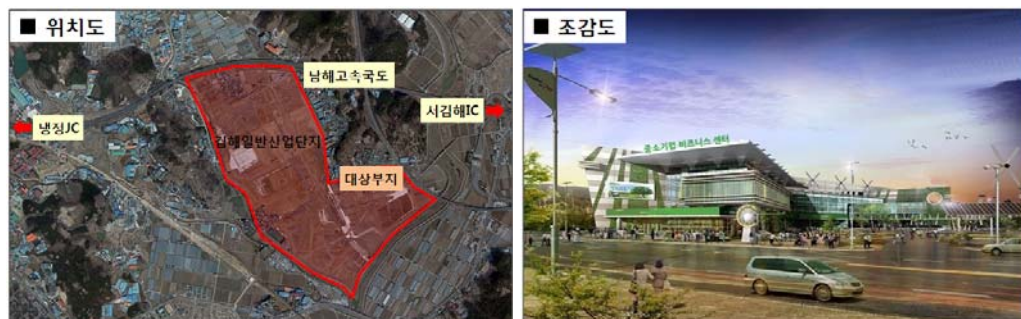 ■ 위치도
남해고속국도
서김해IC
냉정JC
김해일반산업단지
대상부지
■ 조감도
중소기업 비즈니스 센터